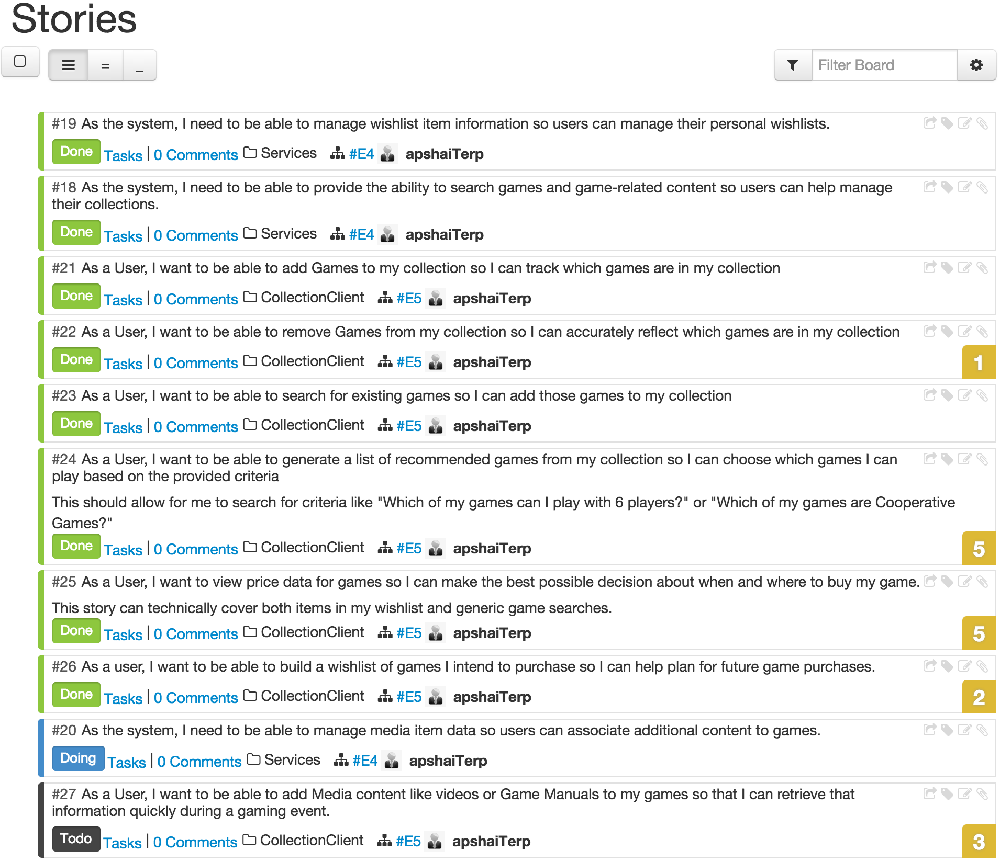 Stories
= _
Filter Board
#19 As the system, I need to be able to manage wishlist item information so users can manage their personal wishlists.
Done Tasks | 0 Comments Services #E4 apshaiTerp
#18 As the system, I need to be able to provide the ability to search games and game-related content so users can help manage
their collections.
Done Tasks | 0 Comments Services #E4 apshaiTerp
#21 As a User, I want to be able to add Games to my collection so I can track which games are in my collection
Done Tasks | 0 Comments CollectionClient #E5 apshaiTerp
#22 As a User, I want to be able to remove Games from my collection so I can accurately reflect which games are in my collection
Done Tasks | 0 Comments CollectionClient #E5 apshaiTerp 1
#23 As a User, I want to be able to search for existing games so I can add those games to my collection
Done Tasks | 0 Comments CollectionClient #E5 apshaiTerp
#24 As a User, I want to be able to generate a list of recommended games from my collection so I can choose which games I can
play based on the provided criteria
This should allow for me to search for criteria like "Which of my games can I play with 6 players?" or "Which of my games are Cooperative
Games?"
Done Tasks | 0 Comments CollectionClient #E5 apshaiTerp 5
#25 As a User, I want to view price data for games so I can make the best possible decision about when and where to buy my game.
This story can technically cover both items in my wishlist and generic game searches.
Done Tasks | 0 Comments CollectionClient #E5 apshaiTerp 5
#26 As a user, I want to be able to build a wishlist of games I intend to purchase so I can help plan for future game purchases.
Done Tasks | 0 Comments CollectionClient #E5 apshaiTerp 2
#20 As the system, I need to be able to manage media item data so users can associate additional content to games.
Doing Tasks | 0 Comments Services #E4 apshaiTerp
#27 As a User, I want to be able to add Media content like videos or Game Manuals to my games so that I can retrieve that
information quickly during a gaming event.
Todo Tasks | 0 Comments CollectionClient #E5 apshaiTerp 3